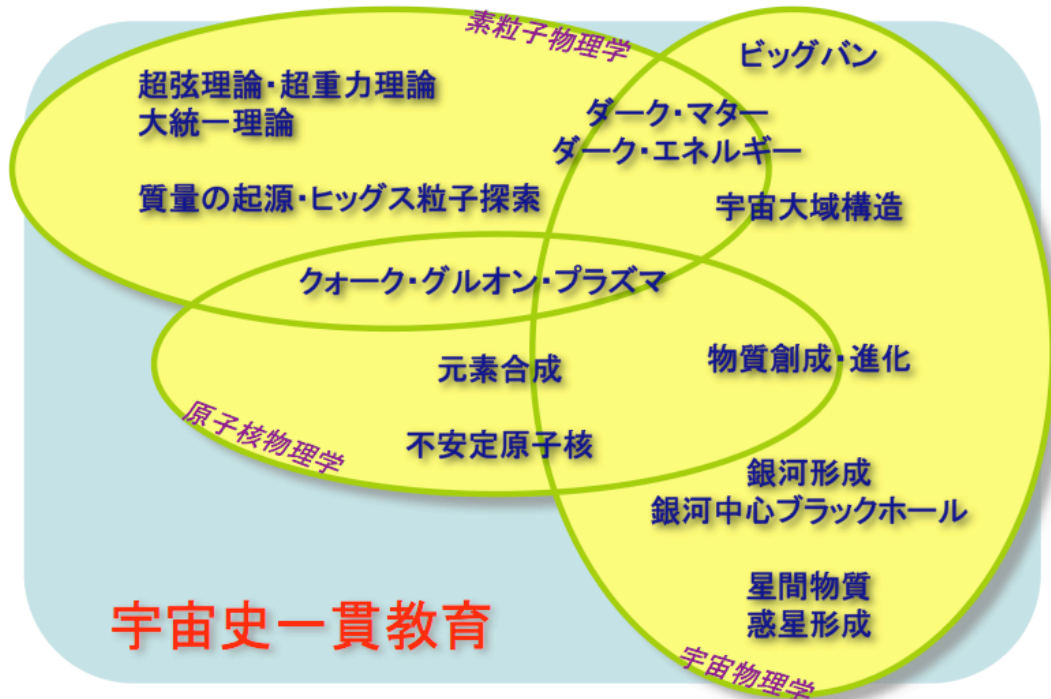 素粒子物理学
ビッグバン
超弦理論・超重力理論
大統一理論
ダーク・マター
ダーク・エネルギー
質量の起源・ヒッグス粒子探索
宇宙大域構造
クォーク・グルオン・プラズマ
元素合成
物質創成・進化
原子核物理学
不安定原子核
銀河形成
銀河中心ブラックホール
星間物質
惑星形成
宇宙史一貫教育
宇宙物理学